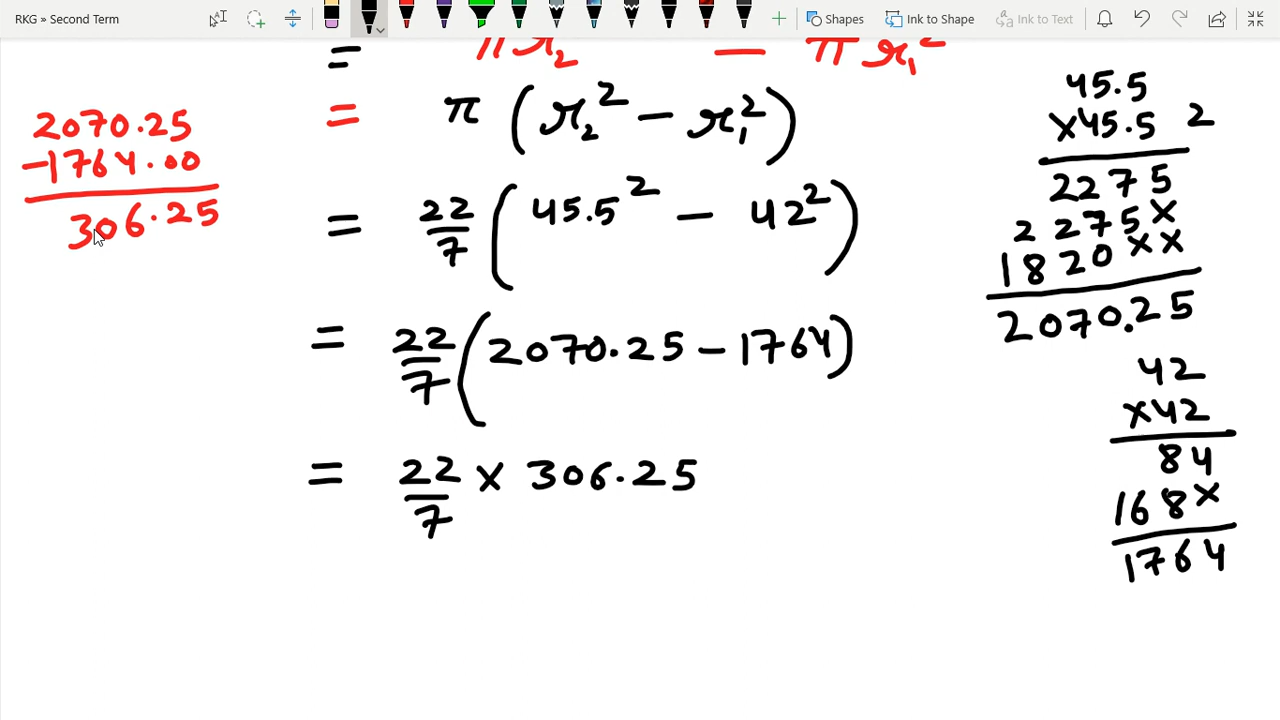 RKG » Second Term
Shapes
Ink to Shape
Ink to Text
= πr₂ — πr₁²
= π (r₂² − r₁²)
= 22/7 (45.5² − 42²)
= 22/7 (2070.25 − 1764)
= 22/7 × 306.25
2070.25
−1764.00
306.25
45.5
×45.5 2
2275
2275×
1820××
2070.25
42
×42
84
168×
1764